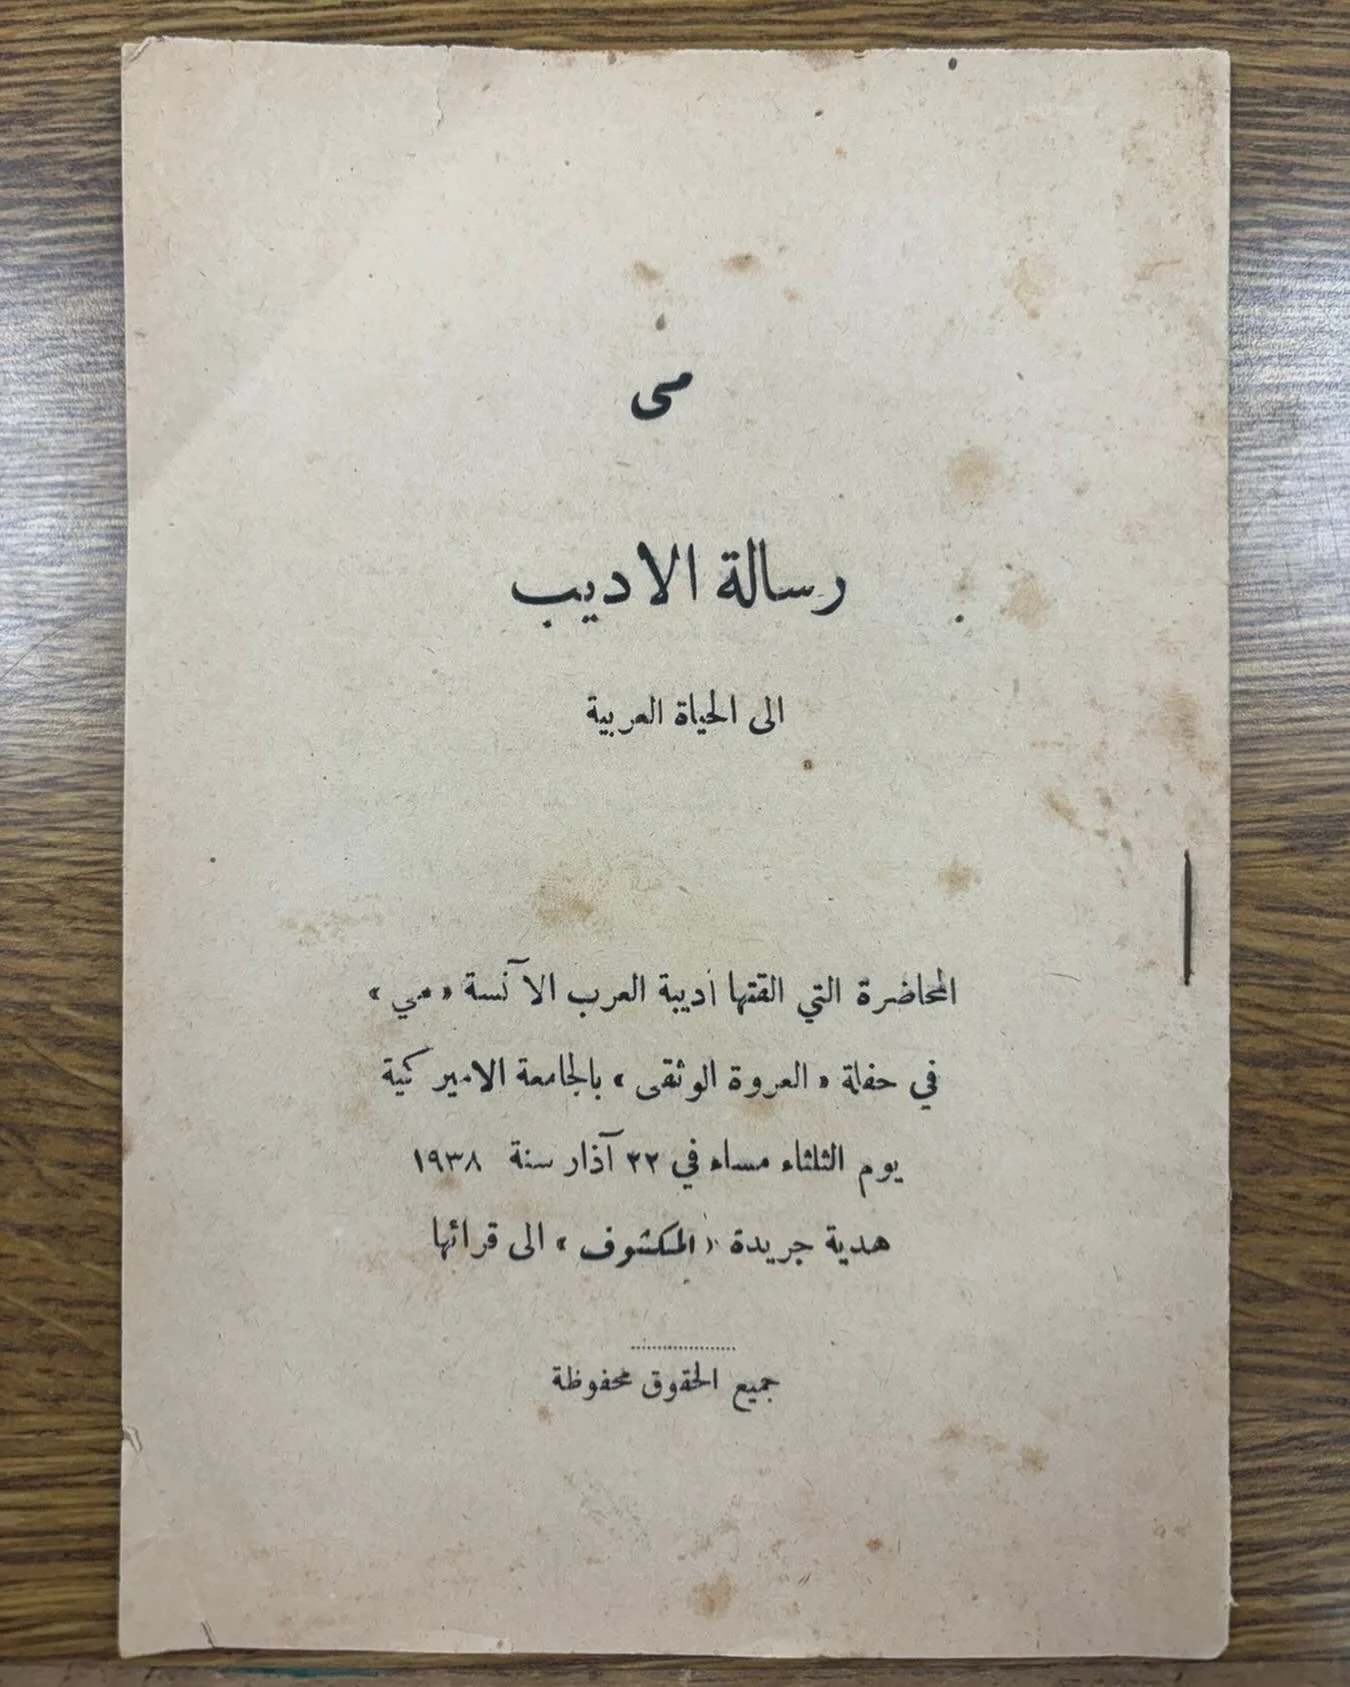 مى
رسالة الاديب
الى الحياة العربية
المحاضرة التي القتها أديبة العرب الآنسة «مي»
في حفلة «العروة الوثقى» بالجامعة الاميركية
يوم الثلثاء مساء في ٢٢ آذار سنة ١٩٣٨
هدية جريدة «المكشوف» الى قرائها
جميع الحقوق محفوظة